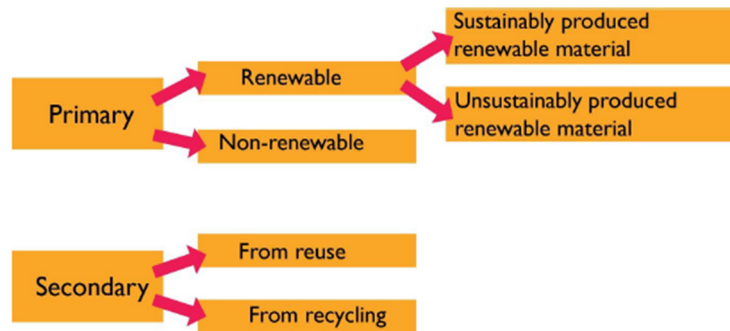 Primary
Renewable
Sustainably produced
renewable material
Unsustainably produced
renewable material
Non-renewable
Secondary
From reuse
From recycling